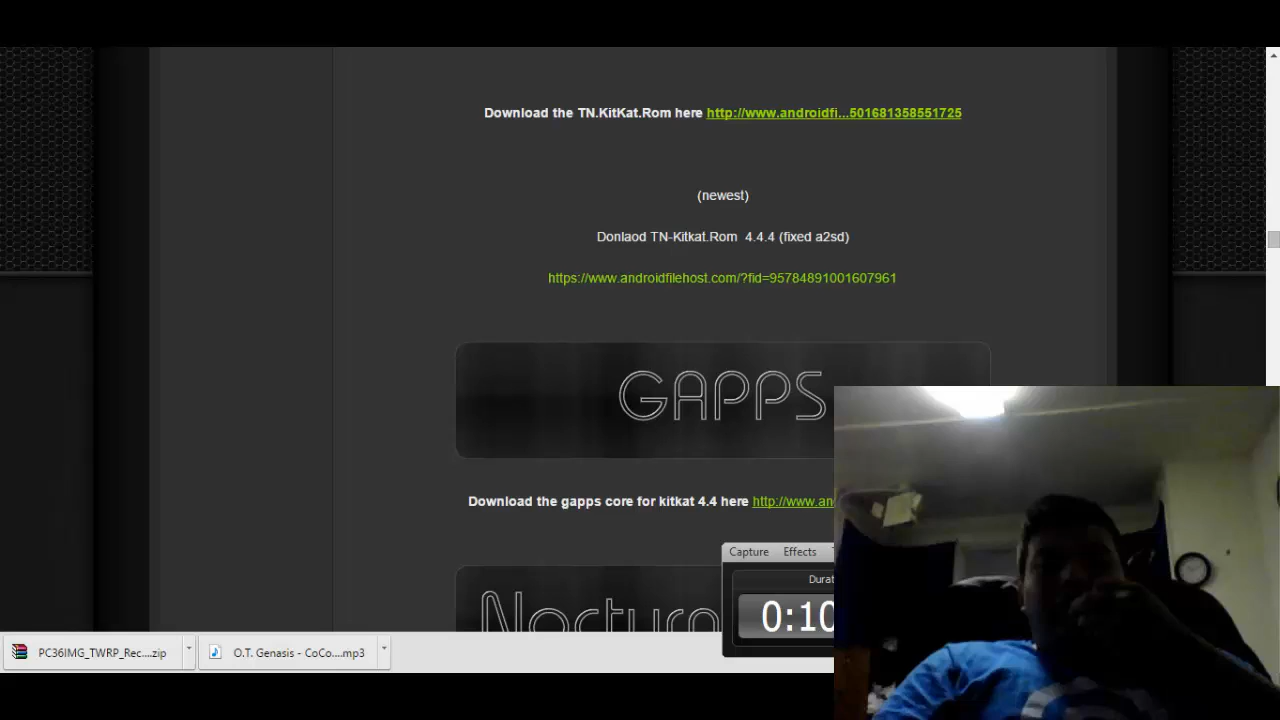 Download the TN.KitKat.Rom here http://www.androidfi...501681358551725
(newest)
Donlaod TN-Kitkat.Rom 4.4.4 (fixed a2sd)
https://www.androidfilehost.com/?fid=95784891001607961
GAPPS
Download the gapps core for kitkat 4.4 here http://www.an
Capture Effects
Durat
0:10
Nocturn
PC36IMG_TWRP_Rec....zip
O.T. Genasis - CoCo....mp3